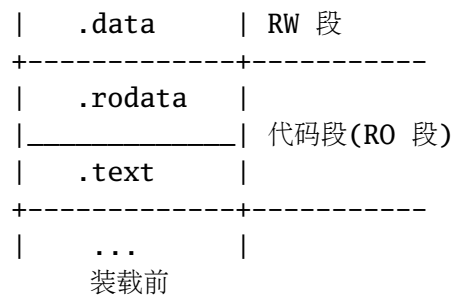 |   .data     | RW 段
+-------------+-----------
|   .rodata   |
|_____________| 代码段(RO 段)
|   .text     |
+-------------+-----------
|    ...      |
装载前